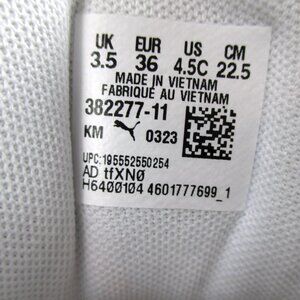 UK EUR US CM
3.5 36 4.5C 22.5
MADE IN VIETNAM
FABRIQUÉ AU VIETNAM
382277-11
KM 0323
UPC:195552550254
AD tfXNØ
H6400104 4601777699_1